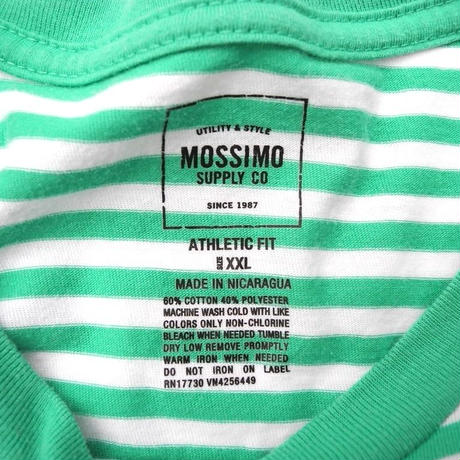 UTILITY & STYLE
MOSSIMO
SUPPLY CO
SINCE 1987
ATHLETIC FIT
SIZE XXL
MADE IN NICARAGUA
60% COTTON 40% POLYESTER
MACHINE WASH COLD WITH LIKE
COLORS ONLY NON-CHLORINE
BLEACH WHEN NEEDED TUMBLE
DRY LOW REMOVE PROMPTLY
WARM IRON WHEN NEEDED
DO NOT IRON ON LABEL
RN17730 VN4256449